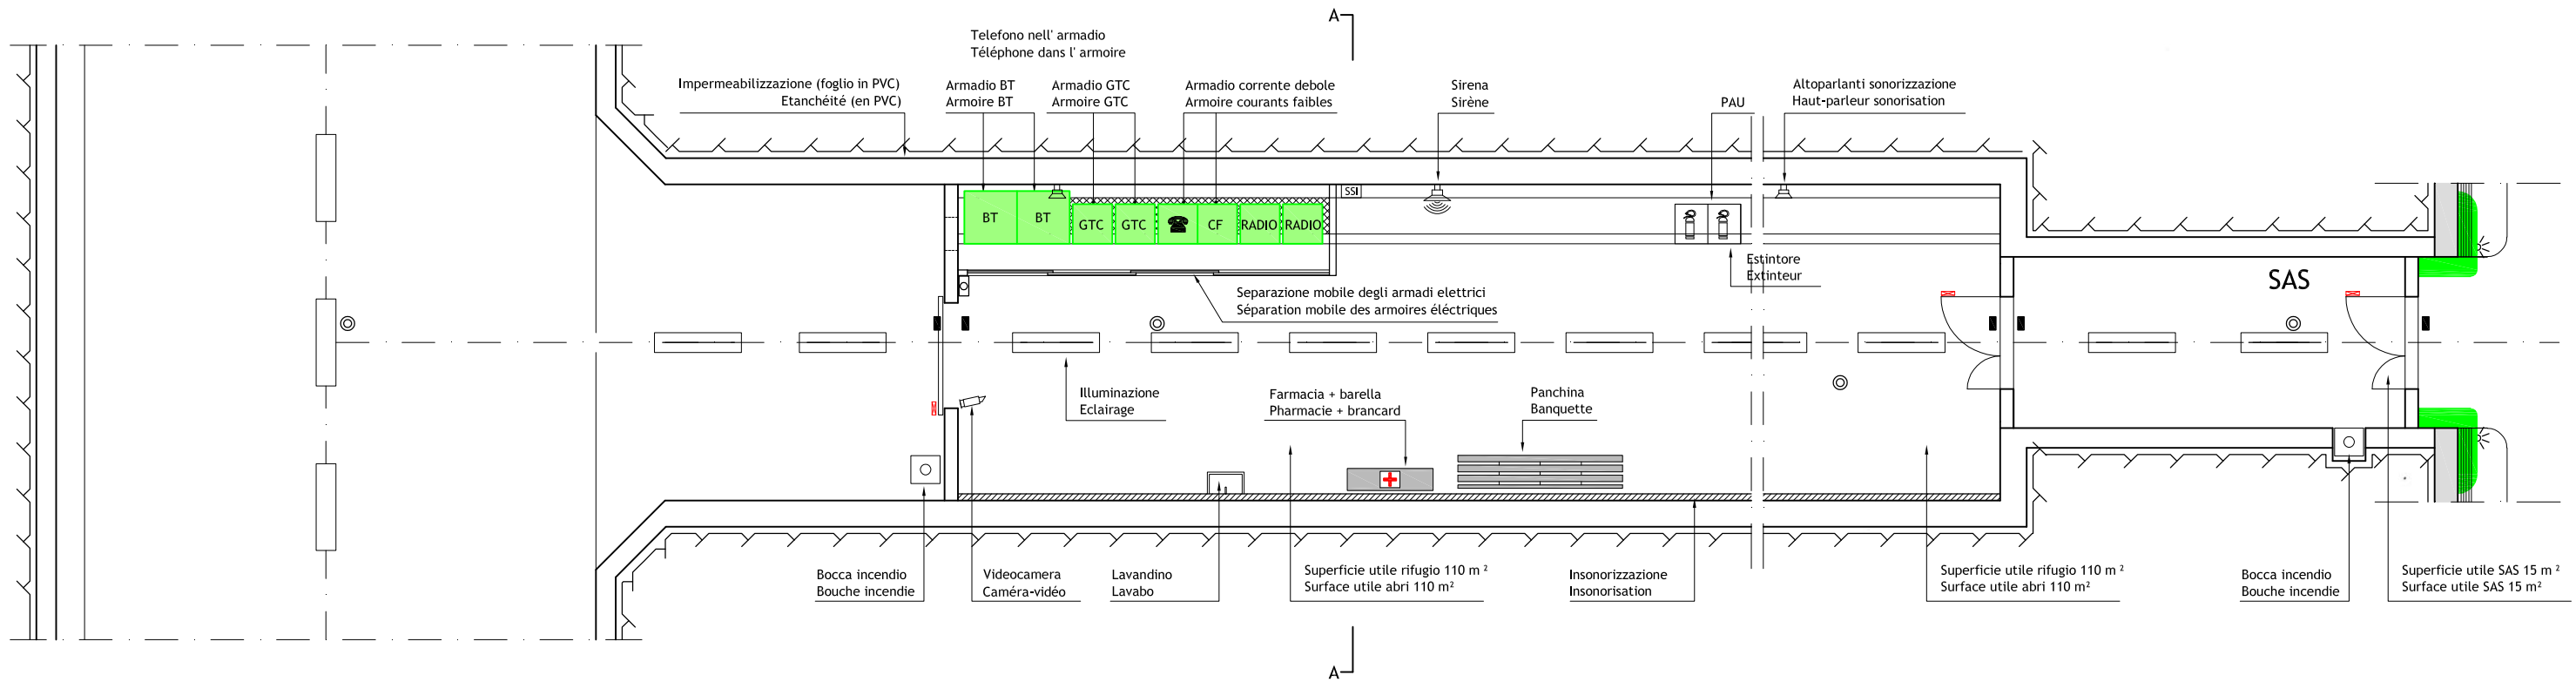 A
Telefono nell' armadio
Téléphone dans l' armoire
Impermeabilizzazione (foglio in PVC)
Etanchéité (en PVC)
Armadio BT
Armoire BT
Armadio GTC
Armoire GTC
Armadio corrente debole
Armoire courants faibles
Sirena
Sirène
PAU
Altoparlanti sonorizzazione
Haut-parleur sonorisation
BT
BT
GTC
GTC
CF
RADIO
RADIO
SSI
Estintore
Extinteur
SAS
Separazione mobile degli armadi elettrici
Séparation mobile des armoires éléctriques
Illuminazione
Eclairage
Farmacia + barella
Pharmacie + brancard
Panchina
Banquette
Bocca incendio
Bouche incendie
Videocamera
Caméra-vidéo
Lavandino
Lavabo
Superficie utile rifugio 110 m ²
Surface utile abri 110 m²
Insonorizzazione
Insonorisation
Superficie utile rifugio 110 m ²
Surface utile abri 110 m²
Bocca incendio
Bouche incendie
Superficie utile SAS 15 m ²
Surface utile SAS 15 m²
A